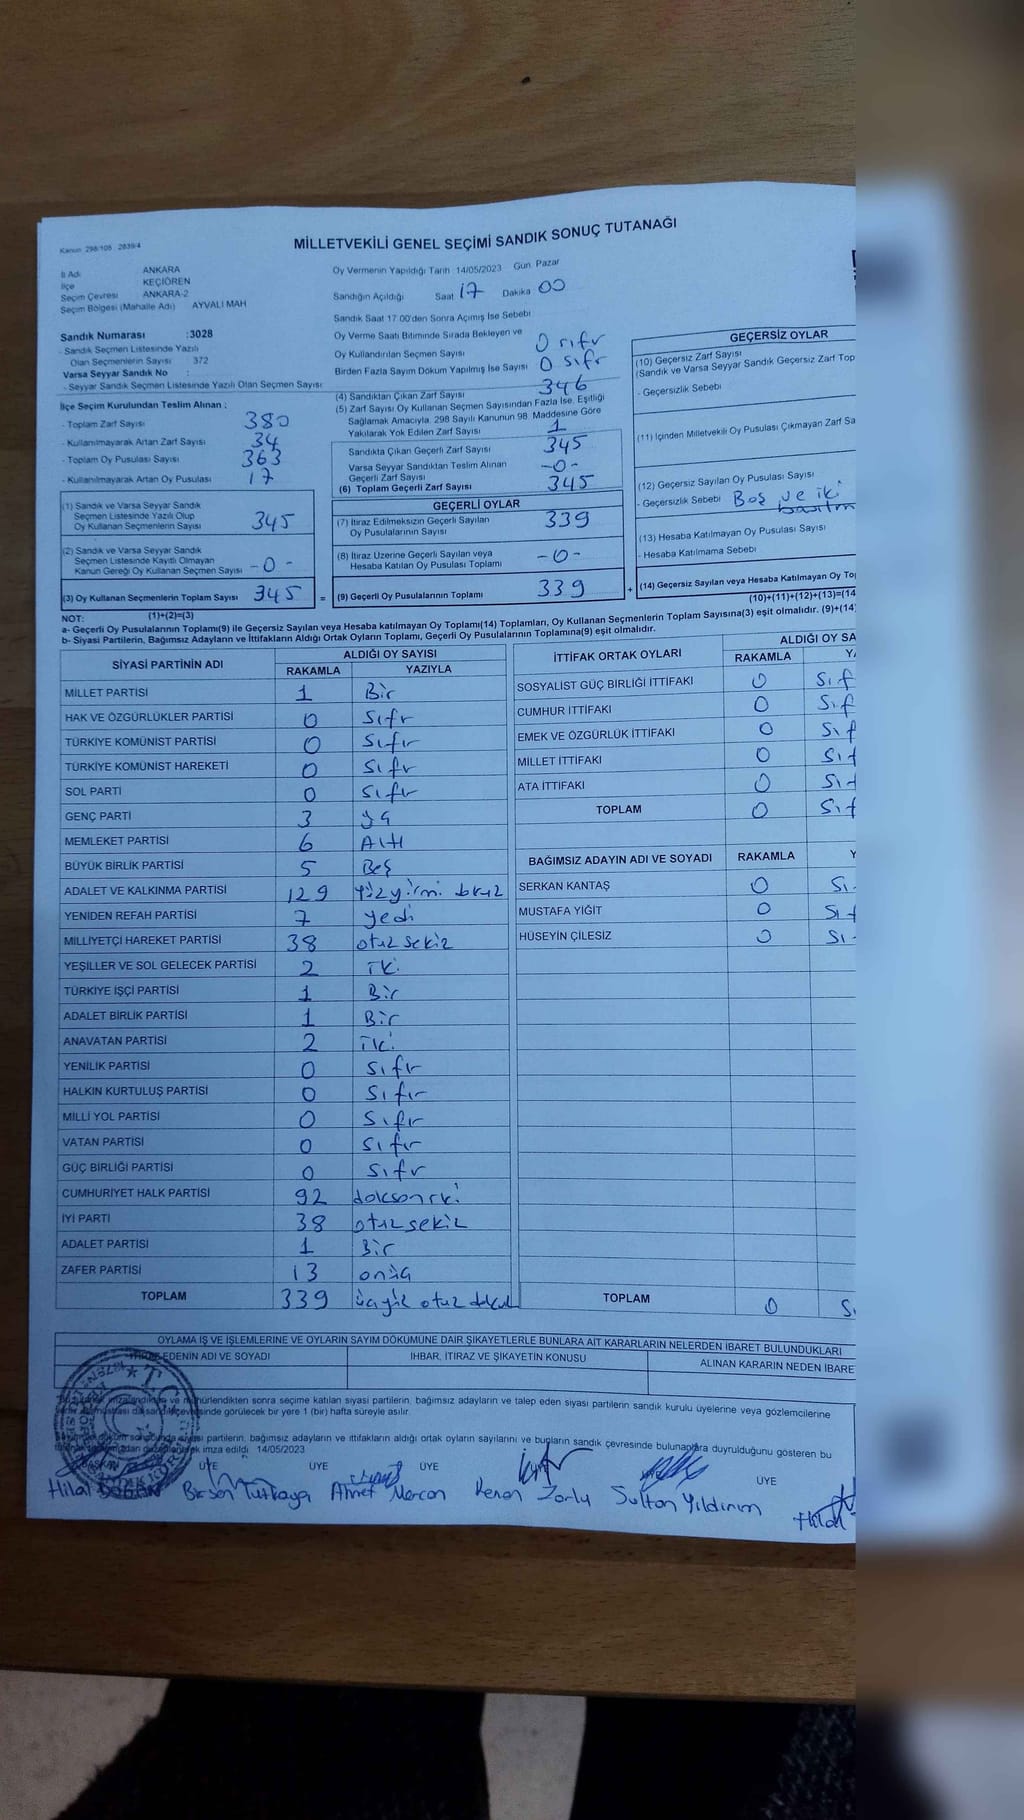 Kanun 298/105 2839/4
MİLLETVEKİLİ GENEL SEÇİMİ SANDIK SONUÇ TUTANAĞI
İl Adı ANKARA
İlçe KEÇİÖREN
Seçim Çevresi ANKARA-2
Seçim Bölgesi (Mahalle Adı) AYVALI MAH
Sandık Numarası :3028
- Sandık Seçmen Listesinde Yazılı
Olan Seçmenlerin Sayısı 372
Varsa Seyyar Sandık No :
- Seyyar Sandık Seçmen Listesinde Yazılı Olan Seçmen Sayısı
İlçe Seçim Kurulundan Teslim Alınan :
- Toplam Zarf Sayısı 380
- Kullanılmayarak Artan Zarf Sayısı 34
- Toplam Oy Pusulası Sayısı 363
- Kullanılmayarak Artan Oy Pusulası 17
(1) Sandık ve Varsa Seyyar Sandık
Seçmen Listesinde Yazılı Olup
Oy Kullanan Seçmenlerin Sayısı 345
(2) Sandık ve Varsa Seyyar Sandık
Seçmen Listesinde Kayıtlı Olmayan
Kanun Gereği Oy Kullanan Seçmen Sayısı -0-
(3) Oy Kullanan Seçmenlerin Toplam Sayısı 345 =
Oy Vermenin Yapıldığı Tarih 14/05/2023 Gün Pazar
Sandığın Açıldığı Saat 17 Dakika 00
Sandık Saat 17:00'den Sonra Açımış İse Sebebi
Oy Verme Saati Bitiminde Sırada Bekleyen ve
Oy Kullandırılan Seçmen Sayısı 0 sıfır
Birden Fazla Sayım Döküm Yapılmış İse Sayısı 0 sıfır
(4) Sandıktan Çıkan Zarf Sayısı 346
(5) Zarf Sayısı Oy Kullanan Seçmen Sayısından Fazla İse, Eşitliği
Sağlamak Amacıyla, 298 Sayılı Kanunun 98. Maddesine Göre
Yakılarak Yok Edilen Zarf Sayısı 1
Sandıkta Çıkan Geçerli Zarf Sayısı 345
Varsa Seyyar Sandıktan Teslim Alınan
Geçerli Zarf Sayısı -0-
(6) Toplam Geçerli Zarf Sayısı 345
GEÇERLİ OYLAR
(7) İtiraz Edilmeksizin Geçerli Sayılan
Oy Pusulalarının Sayısı 339
(8) İtiraz Üzerine Geçerli Sayılan veya
Hesaba Katılan Oy Pusulası Toplamı -0-
(9) Geçerli Oy Pusulalarının Toplamı 339 +
GEÇERSİZ OYLAR
(10) Geçersiz Zarf Sayısı
(Sandık ve Varsa Seyyar Sandık Geçersiz Zarf Top
- Geçersizlik Sebebi
(11) İçinden Milletvekili Oy Pusulası Çıkmayan Zarf Sa
(12) Geçersiz Sayılan Oy Pusulası Sayısı
- Geçersizlik Sebebi Boş ve iki
(13) Hesaba Katılmayan Oy Pusulası Sayısı
- Hesaba Katılmama Sebebi
(14) Geçersiz Sayılan veya Hesaba Katılmayan Oy To
(10)+(11)+(12)+(13)=(14
NOT: (1)+(2)=(3)
a- Geçerli Oy Pusulalarının Toplamı(9) ile Geçersiz Sayılan veya Hesaba Katılmayan Oy Toplamı(14) Toplamları, Oy Kullanan Seçmenlerin Toplam Sayısına(3) eşit olmalıdır. (9)+(14
b- Siyasi Partilerin, Bağımsız Adayların ve İttifakların Aldığı Ortak Oyların Toplamı, Geçerli Oy Pusulalarının Toplamına(9) eşit olmalıdır.
SİYASİ PARTİNİN ADI ALDIĞI OY SAYISI
RAKAMLA YAZIYLA
MİLLET PARTİSİ 1 Bir
HAK VE ÖZGÜRLÜKLER PARTİSİ 0 sıfır
TÜRKİYE KOMÜNİST PARTİSİ 0 sıfır
TÜRKİYE KOMÜNİST HAREKETİ 0 sıfır
SOL PARTİ 0 sıfır
GENÇ PARTİ 3 üç
MEMLEKET PARTİSİ 6 Altı
BÜYÜK BİRLİK PARTİSİ 5 Beş
ADALET VE KALKINMA PARTİSİ 129 Yüzyirmi dokuz
YENİDEN REFAH PARTİSİ 7 yedi
MİLLİYETÇİ HAREKET PARTİSİ 38 otuz sekiz
YEŞİLLER VE SOL GELECEK PARTİSİ 2 İki
TÜRKİYE İŞÇİ PARTİSİ 1 Bir
ADALET BİRLİK PARTİSİ 1 Bir
ANAVATAN PARTİSİ 2 İki
YENİLİK PARTİSİ 0 sıfır
HALKIN KURTULUŞ PARTİSİ 0 sıfır
MİLLİ YOL PARTİSİ 0 sıfır
VATAN PARTİSİ 0 sıfır
GÜÇ BİRLİĞİ PARTİSİ 0 sıfır
CUMHURİYET HALK PARTİSİ 92 doksan iki
İYİ PARTİ 38 otuz sekiz
ADALET PARTİSİ 1 Bir
ZAFER PARTİSİ 13 onüç
TOPLAM 339 üçyüz otuz dokuz
İTTİFAK ORTAK OYLARI ALDIĞI OY SA
RAKAMLA YA
SOSYALİST GÜÇ BİRLİĞİ İTTİFAKI 0 sıf
CUMHUR İTTİFAKI 0 sıf
EMEK VE ÖZGÜRLÜK İTTİFAKI 0 sıf
MİLLET İTTİFAKI 0 sı
ATA İTTİFAKI 0 sı
TOPLAM 0 sıf
BAĞIMSIZ ADAYIN ADI VE SOYADI RAKAMLA Y
SERKAN KANTAŞ 0 sı
MUSTAFA YİĞİT 0 sıf
HÜSEYİN ÇİLESİZ 0 sı
TOPLAM 0 s
OYLAMA İŞ VE İŞLEMLERİNE VE OYLARIN SAYIM DÖKÜMÜNE DAİR ŞİKAYETLERLE BUNLARA AİT KARARLARIN NELERDEN İBARET BULUNDUKLARI
EDENİN ADI VE SOYADI İHBAR, İTİRAZ VE ŞİKAYETİN KONUSU ALINAN KARARIN NEDEN İBARE
ve mühürlendikten sonra seçime katılan siyasi partilerin, bağımsız adayların ve talep eden siyasi partilerin sandık kurulu üyelerine veya gözlemcilerine
görülecek bir yere 1 (bir) hafta süreyle asılır.
partilerin, bağımsız adayların ve ittifakların aldığı ortak oyların sayılarını ve bunların sandık çevresinde bulunanlara duyrulduğunu gösteren bu
imza edildi 14/05/2023
BAŞKAN ÜYE ÜYE ÜYE ÜYE
Hilal Birsen Turkaya Ahmet Mercan Kenan Zorlu Sultan Yıldırım Hilal